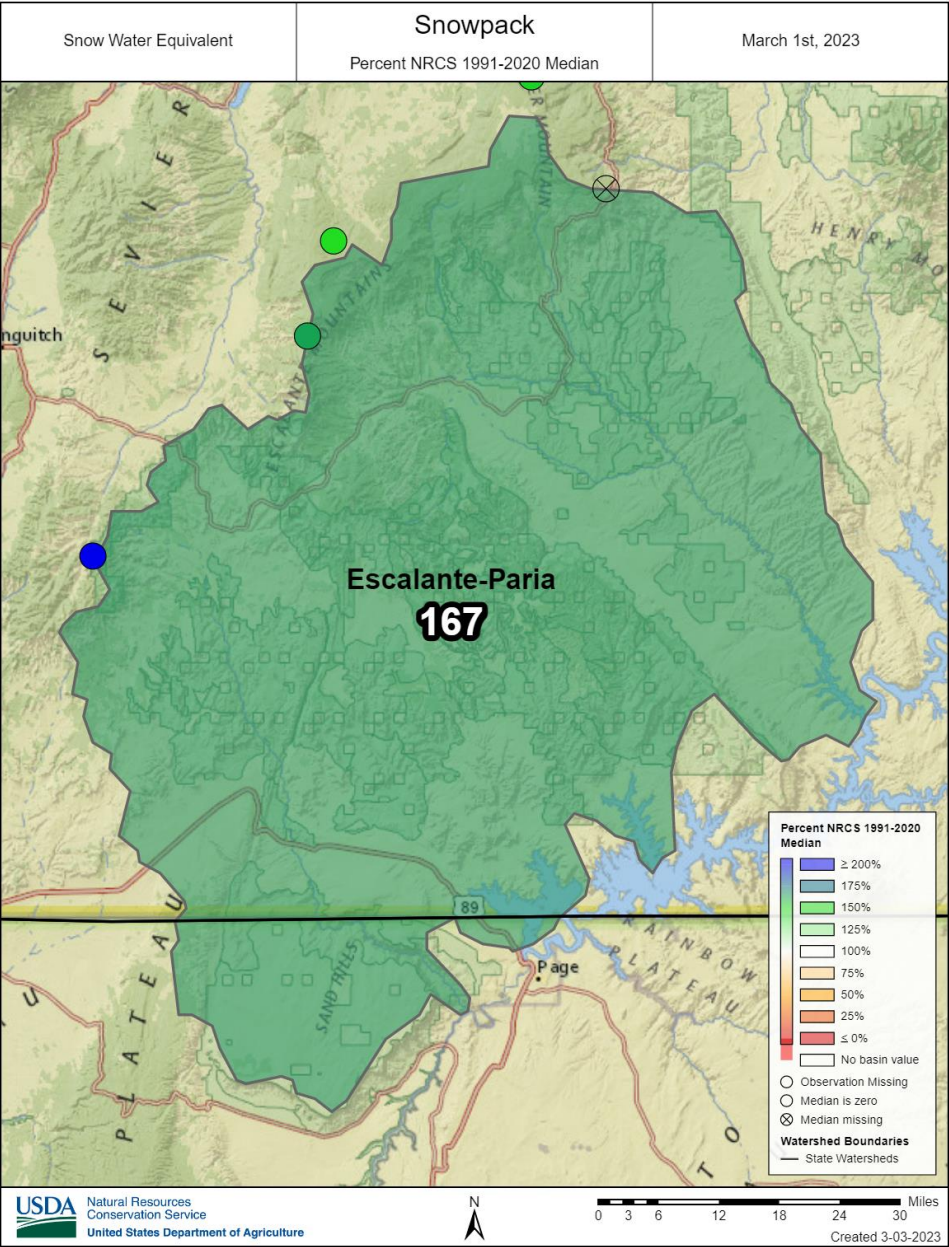 Snow Water Equivalent
Snowpack
Percent NRCS 1991-2020 Median
March 1st, 2023
SEVIER
ER MOUNTAIN
HENRY MO
nguitch
ESCALANT
OUNTAINS
Escalante-Paria
167
89
Page
RAINBOW
PLATEAU
SAND HILLS
PLATEAU
U
TO
Percent NRCS 1991-2020
Median
≥ 200%
175%
150%
125%
100%
75%
50%
25%
≤ 0%
No basin value
Observation Missing
Median is zero
Median missing
Watershed Boundaries
State Watersheds
USDA
Natural Resources
Conservation Service
United States Department of Agriculture
N
Miles
0 3 6 12 18 24 30
Created 3-03-2023